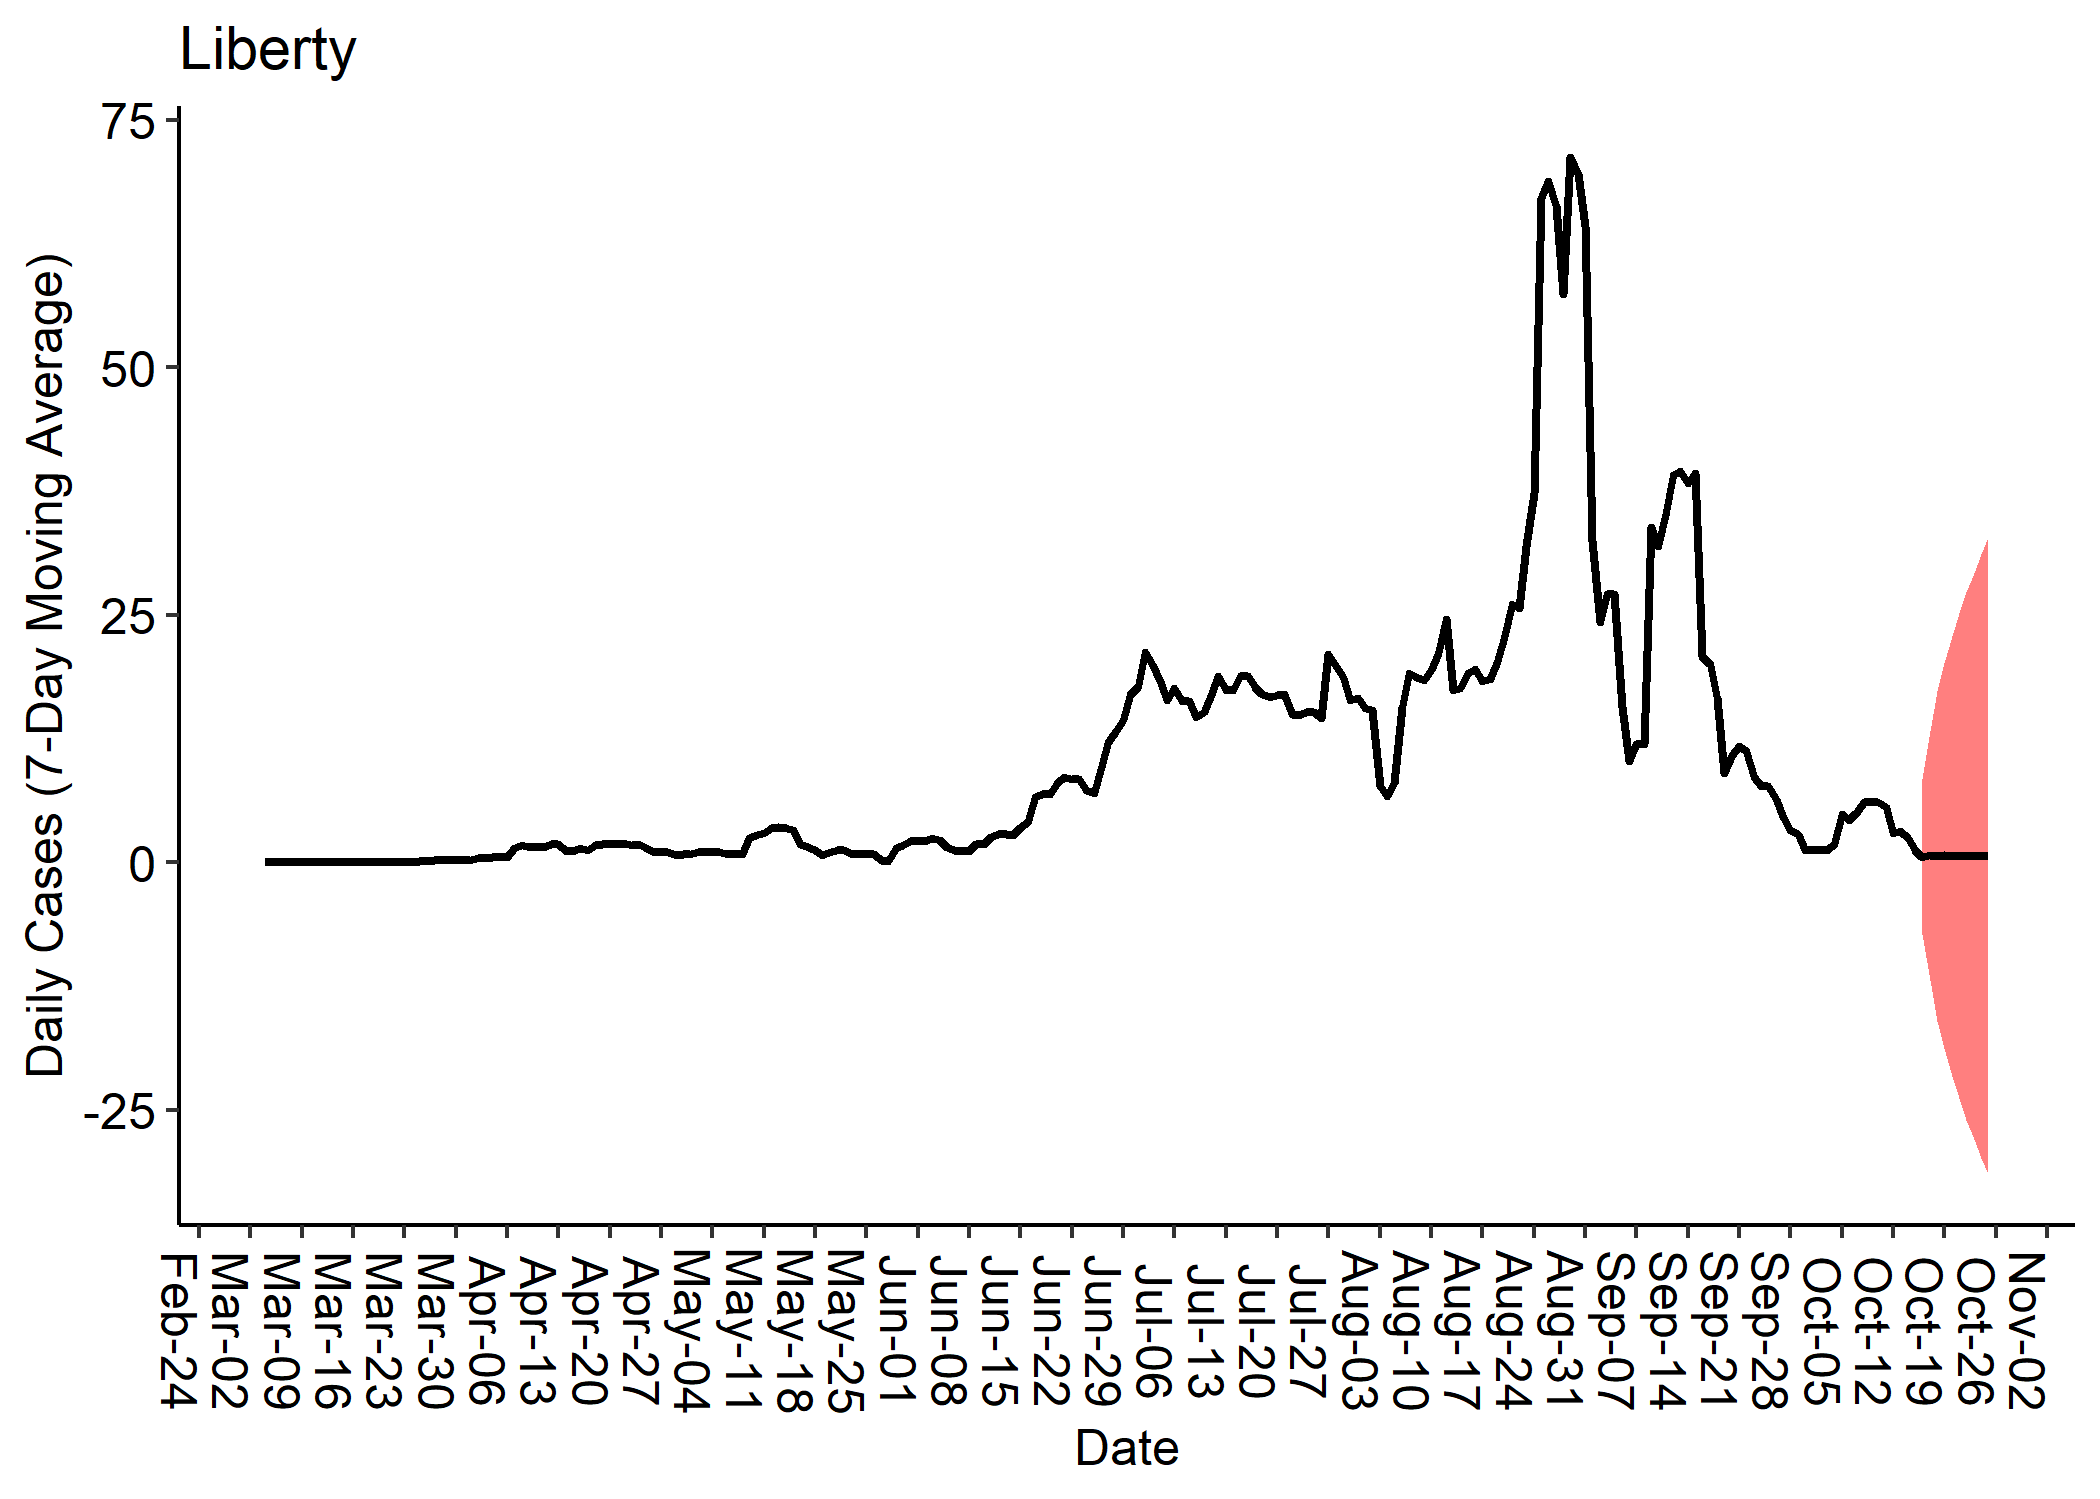 Liberty
75
50
25
0
-25
Daily Cases (7-Day Moving Average)
Feb-24
Mar-02
Mar-09
Mar-16
Mar-23
Mar-30
Apr-06
Apr-13
Apr-20
Apr-27
May-04
May-11
May-18
May-25
Jun-01
Jun-08
Jun-15
Jun-22
Jun-29
Jul-06
Jul-13
Jul-20
Jul-27
Aug-03
Aug-10
Aug-17
Aug-24
Aug-31
Sep-07
Sep-14
Sep-21
Sep-28
Oct-05
Oct-12
Oct-19
Oct-26
Nov-02
Date